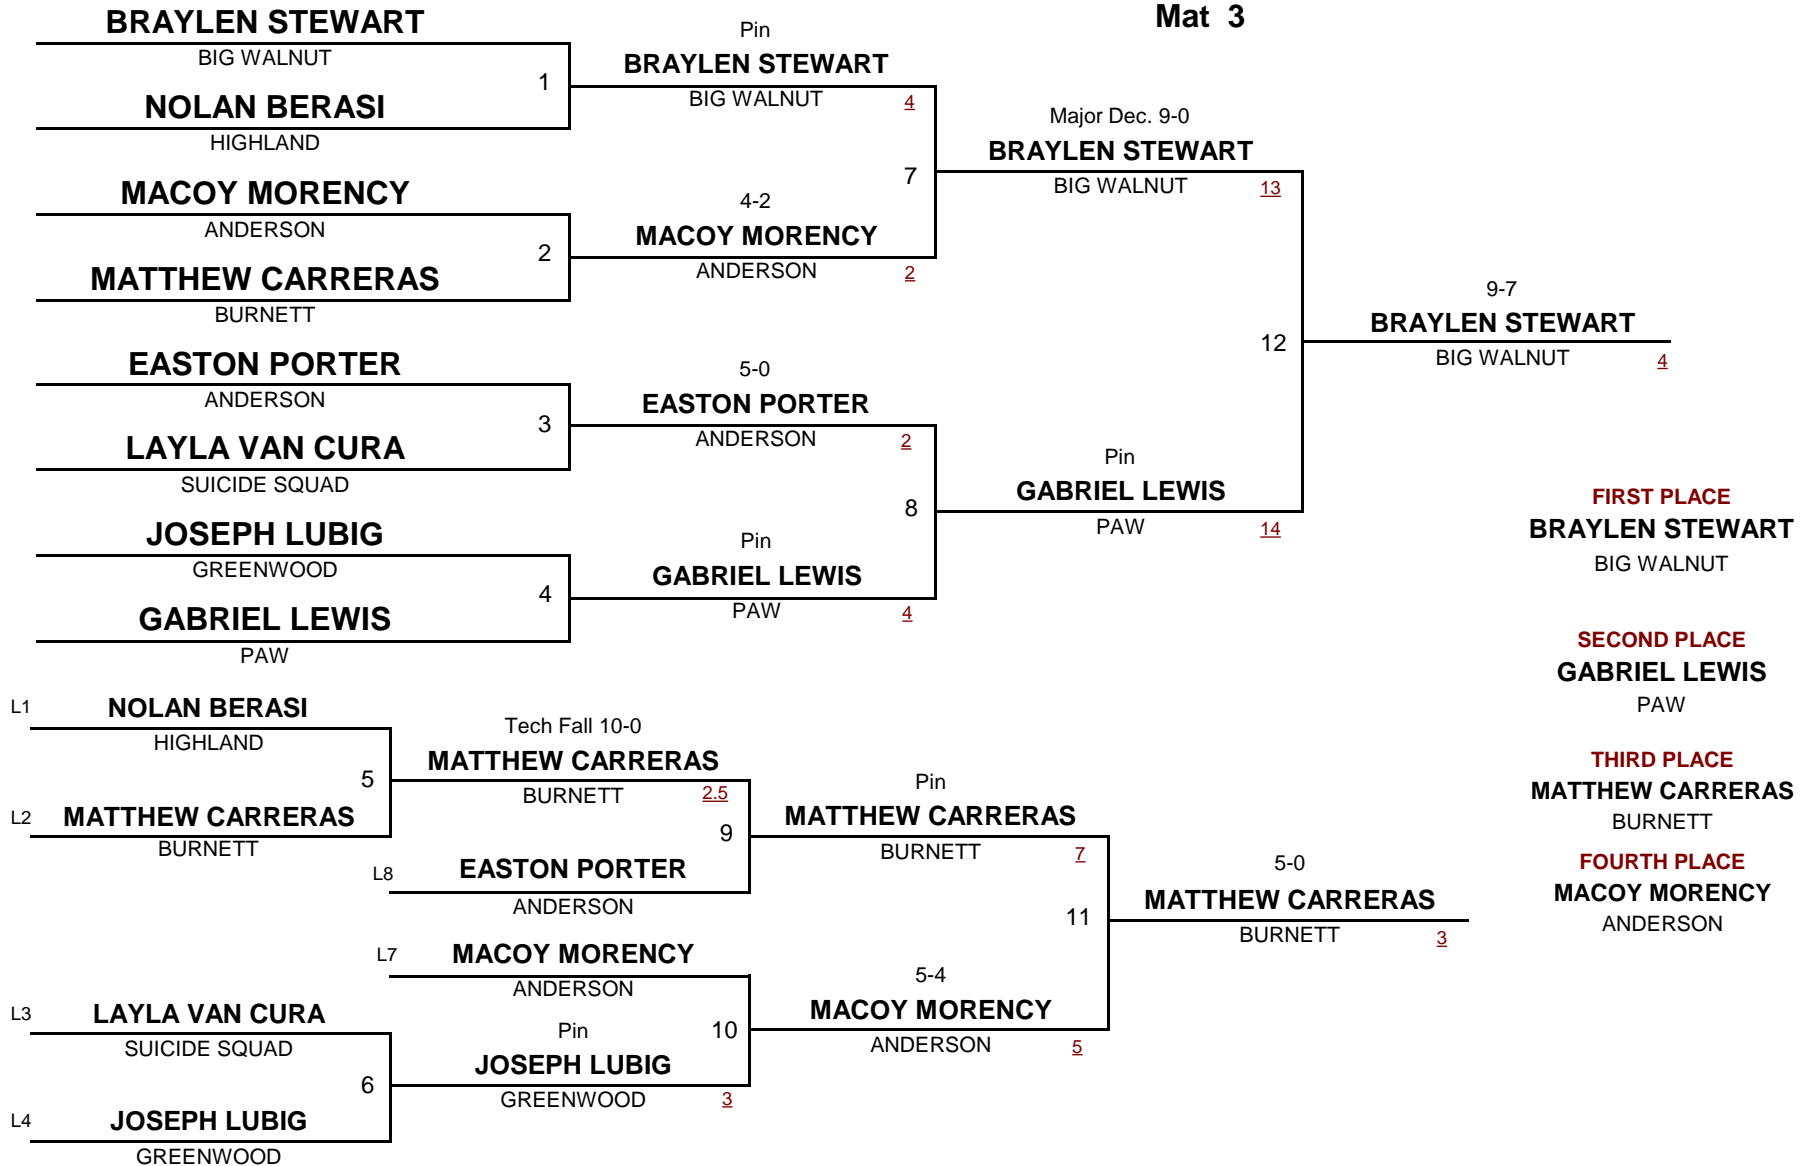 Mat 3
BRAYLEN STEWART
BIG WALNUT
1
NOLAN BERASI
HIGHLAND
MACOY MORENCY
ANDERSON
2
MATTHEW CARRERAS
BURNETT
EASTON PORTER
ANDERSON
3
LAYLA VAN CURA
SUICIDE SQUAD
JOSEPH LUBIG
GREENWOOD
4
GABRIEL LEWIS
PAW
Pin
BRAYLEN STEWART
BIG WALNUT 4
7
4-2
MACOY MORENCY
ANDERSON 2
5-0
EASTON PORTER
ANDERSON 2
8
Pin
GABRIEL LEWIS
PAW 4
Major Dec. 9-0
BRAYLEN STEWART
BIG WALNUT 13
12
Pin
GABRIEL LEWIS
PAW 14
9-7
BRAYLEN STEWART
BIG WALNUT 4
FIRST PLACE
BRAYLEN STEWART
BIG WALNUT
SECOND PLACE
GABRIEL LEWIS
PAW
THIRD PLACE
MATTHEW CARRERAS
BURNETT
FOURTH PLACE
MACOY MORENCY
ANDERSON
L1 NOLAN BERASI
HIGHLAND
5
L2 MATTHEW CARRERAS
BURNETT
L3 LAYLA VAN CURA
SUICIDE SQUAD
6
L4 JOSEPH LUBIG
GREENWOOD
Tech Fall 10-0
MATTHEW CARRERAS
BURNETT 2.5
9
L8 EASTON PORTER
ANDERSON
L7 MACOY MORENCY
ANDERSON
10
Pin
JOSEPH LUBIG
GREENWOOD 3
Pin
MATTHEW CARRERAS
BURNETT 7
11
5-4
MACOY MORENCY
ANDERSON 5
5-0
MATTHEW CARRERAS
BURNETT 3